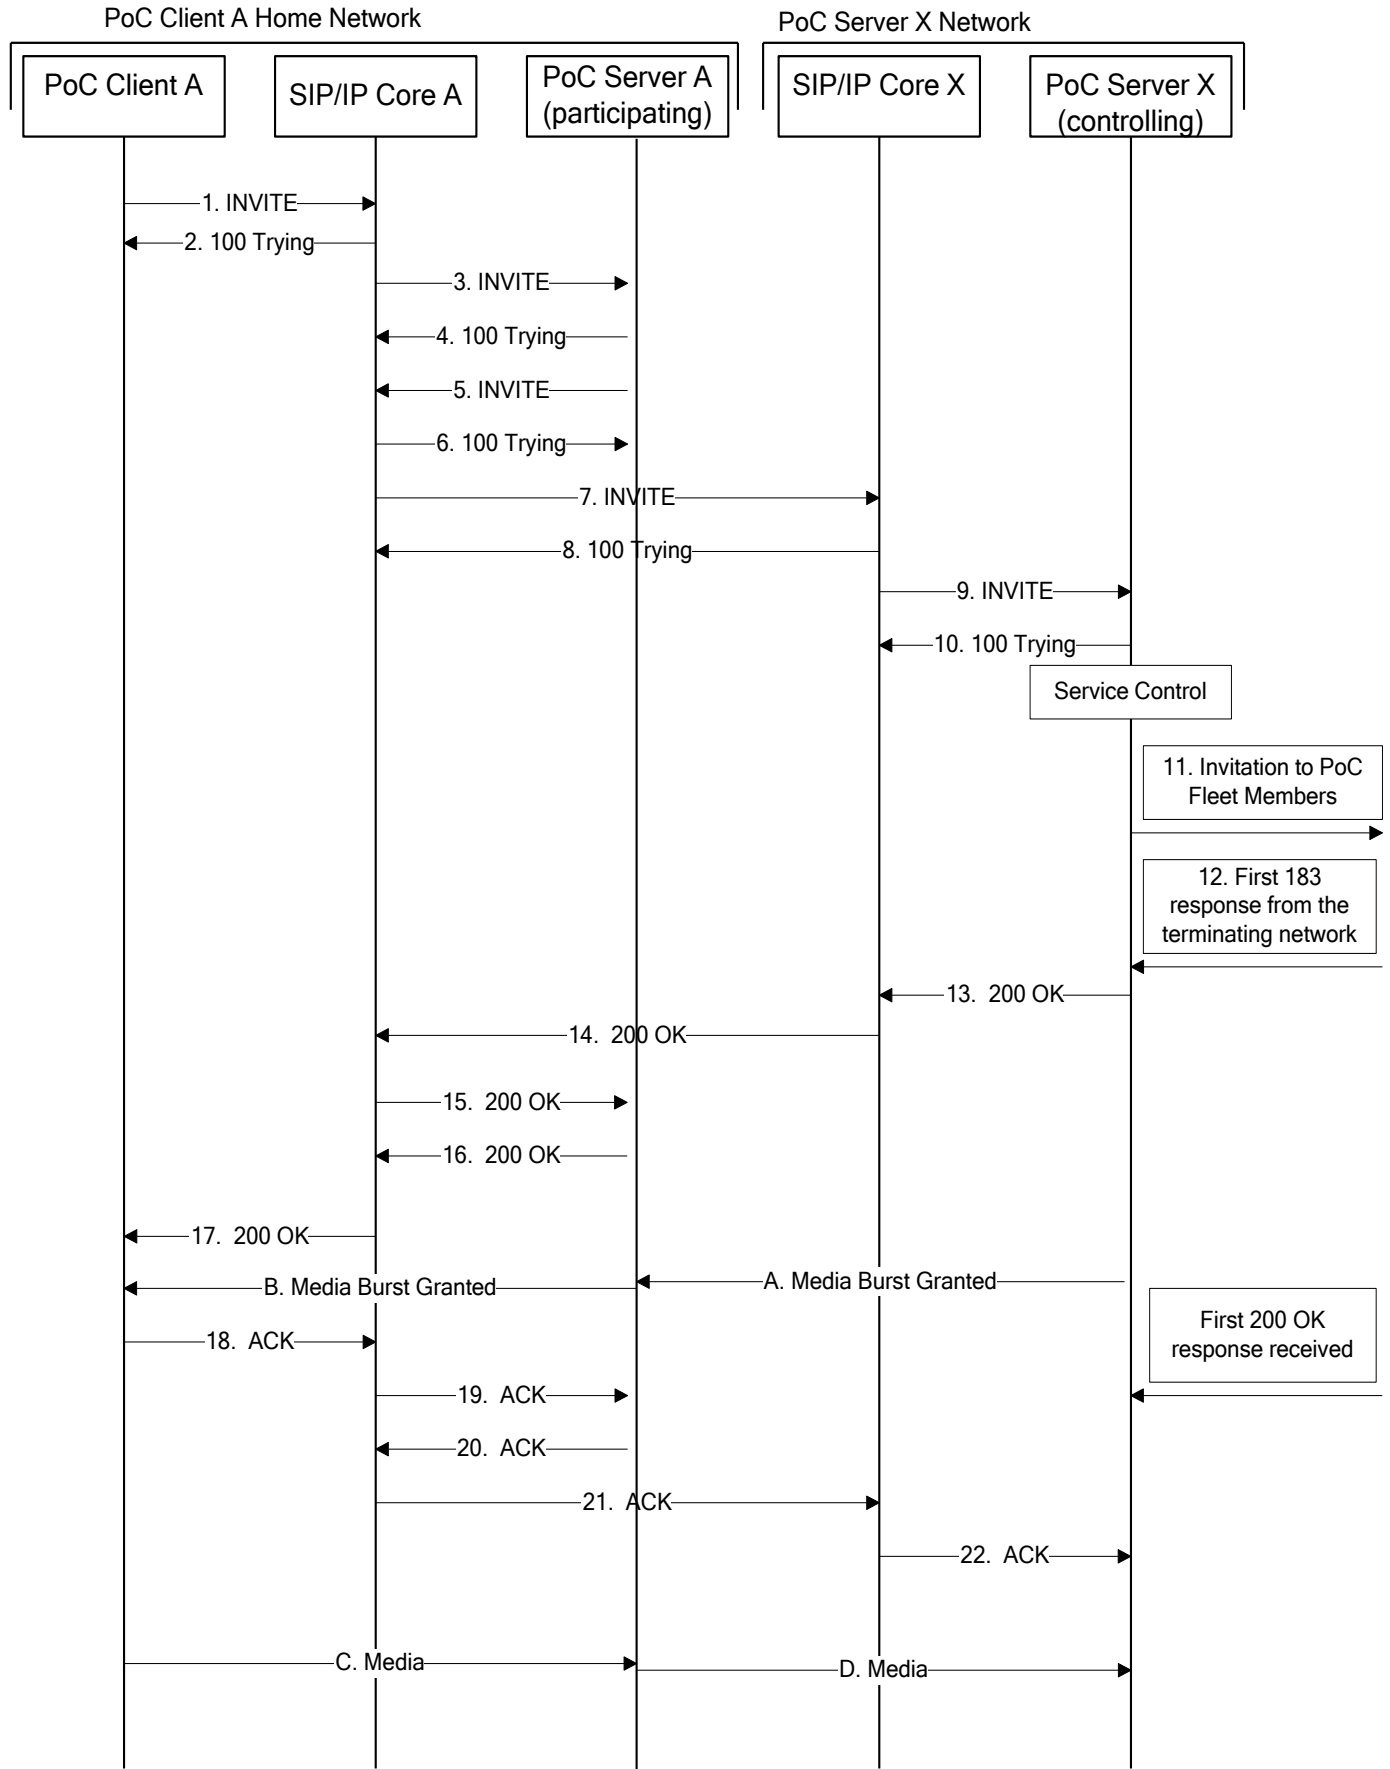 PoC Client A Home Network
PoC Server X Network
PoC Client A
SIP/IP Core A
PoC Server A
(participating)
SIP/IP Core X
PoC Server X
(controlling)
1. INVITE
2. 100 Trying
3. INVITE
4. 100 Trying
5. INVITE
6. 100 Trying
7. INVITE
8. 100 Trying
9. INVITE
10. 100 Trying
Service Control
11. Invitation to PoC
Fleet Members
12. First 183
response from the
terminating network
13. 200 OK
14. 200 OK
15. 200 OK
16. 200 OK
17. 200 OK
A. Media Burst Granted
B. Media Burst Granted
First 200 OK
response received
18. ACK
19. ACK
20. ACK
21. ACK
22. ACK
C. Media
D. Media